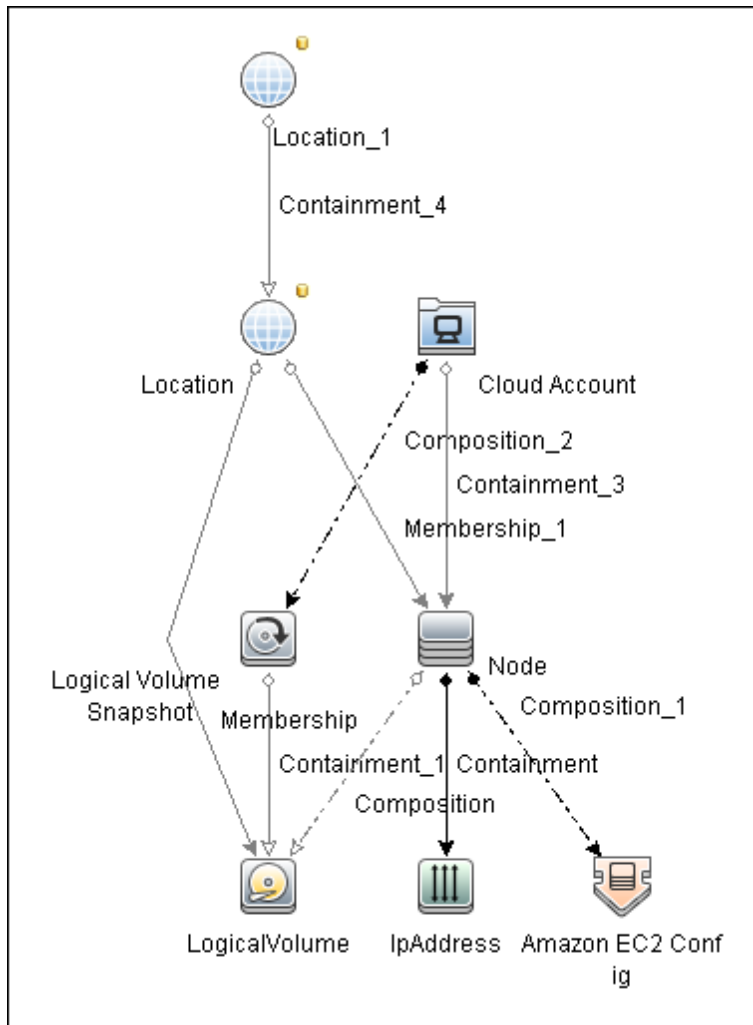 Location_1
Containment_4
Location
Cloud Account
Composition_2
Containment_3
Membership_1
Node
Logical Volume
Snapshot
Composition_1
Membership
Containment_1
Containment
Composition
LogicalVolume
IpAddress
Amazon EC2 Conf
ig